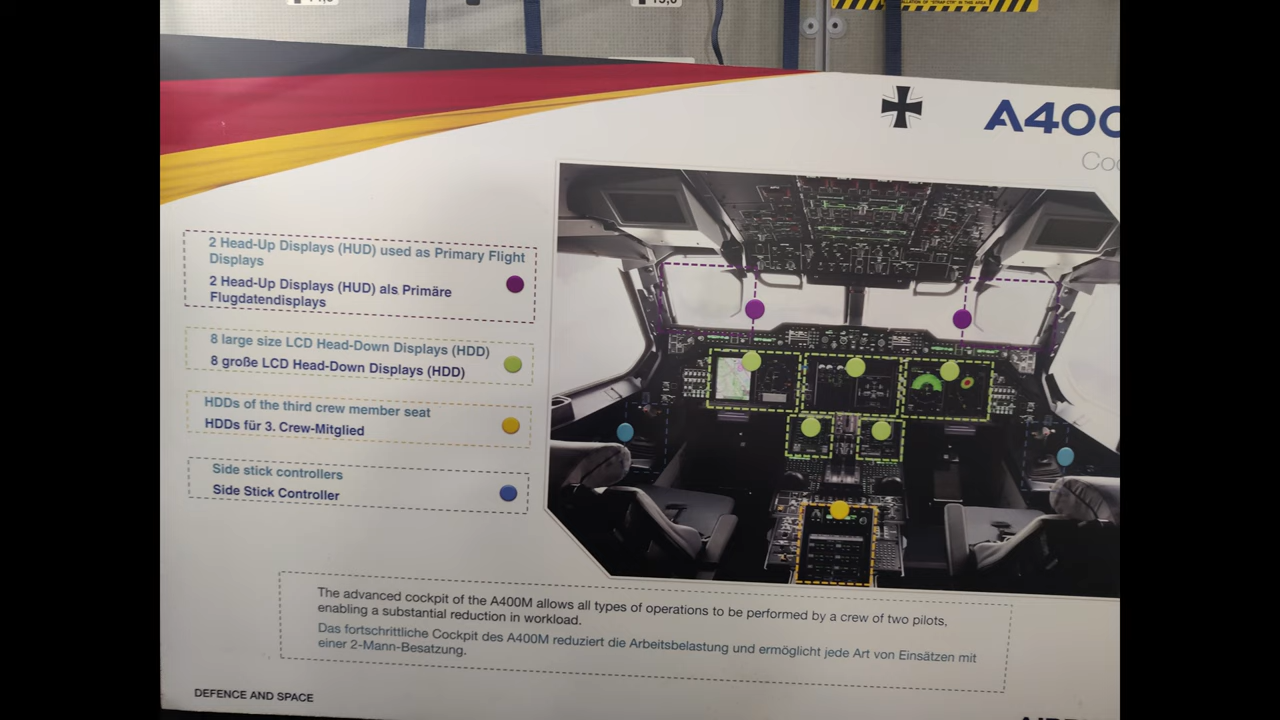 A400
2 Head-Up Displays (HUD) used as Primary Flight
Displays
2 Head-Up Displays (HUD) als Primäre
Flugdatendisplays
8 large size LCD Head-Down Displays (HDD)
8 große LCD Head-Down Displays (HDD)
HDDs of the third crew member seat
HDDs für 3. Crew-Mitglied
Side stick controllers
Side Stick Controller
The advanced cockpit of the A400M allows all types of operations to be performed by a crew of two pilots,
enabling a substantial reduction in workload.
Das fortschrittliche Cockpit des A400M reduziert die Arbeitsbelastung und ermöglicht jede Art von Einsätzen mit
einer 2-Mann-Besatzung.
DEFENCE AND SPACE